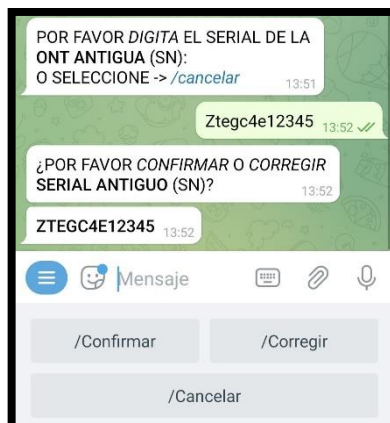 POR FAVOR DIGITA EL SERIAL DE LA
ONT ANTIGUA (SN):
O SELECCIONE -> /cancelar
13:51
Ztegc4e12345 13:52
¿POR FAVOR CONFIRMAR O CORREGIR
SERIAL ANTIGUO (SN)?
13:52
ZTEGC4E12345 13:52
Mensaje
/Confirmar /Corregir
/Cancelar